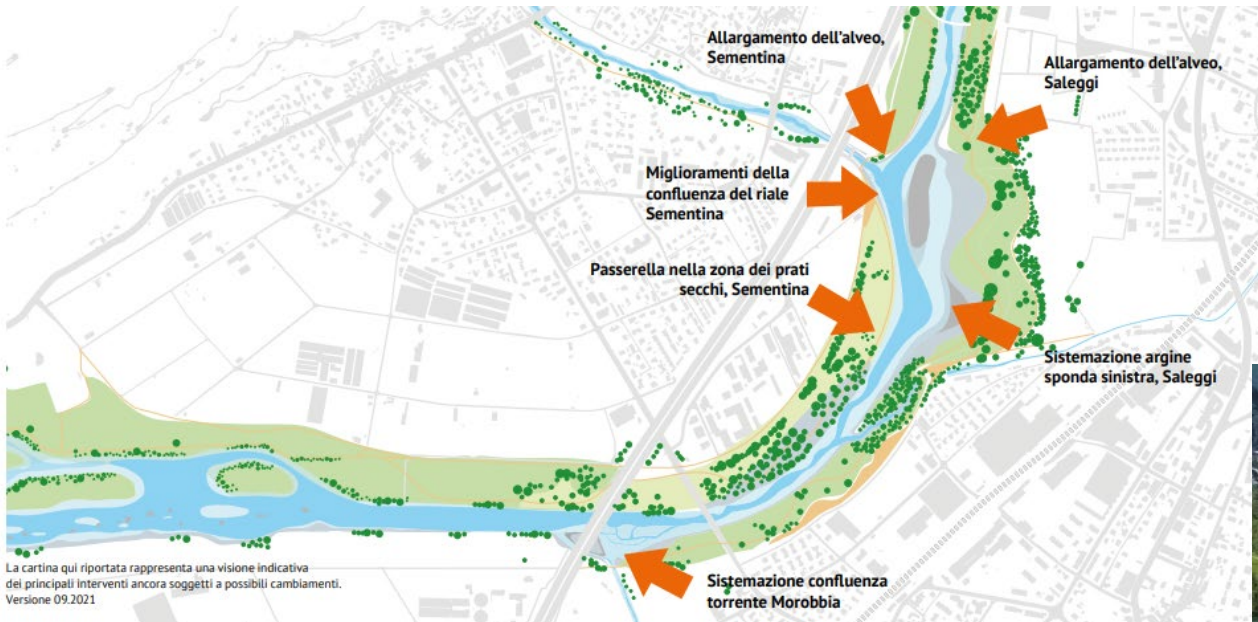 Allargamento dell'alveo,
Sementina
Allargamento dell'alveo,
Saleggi
Miglioramenti della
confluenza del riale
Sementina
Passerella nella zona dei prati
secchi, Sementina
Sistemazione argine
sponda sinistra, Saleggi
Sistemazione confluenza
torrente Morobbia
La cartina qui riportata rappresenta una visione indicativa
dei principali interventi ancora soggetti a possibili cambiamenti.
Versione 09.2021